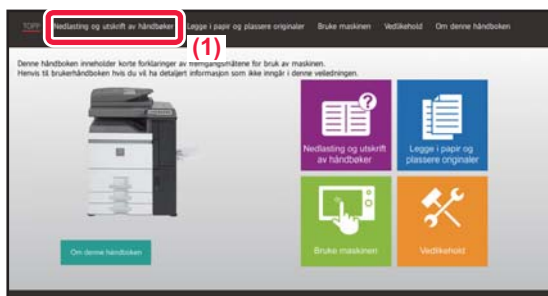 TOPP Nedlasting og utskrift av håndbøker Legge i papir og plassere originaler Bruke maskinen Vedlikehold Om denne håndboken
(1)
Denne håndboken inneholder korte forklaringer av fremgangsmåtene for bruk av maskinen.
Henvis til brukerhåndboken hvis du vil ha detaljert informasjon som ikke inngår i denne veiledningen.
Nedlasting og utskrift
av håndbøker
Legge i papir og
plassere originaler
Bruke maskinen
Vedlikehold
Om denne håndboken